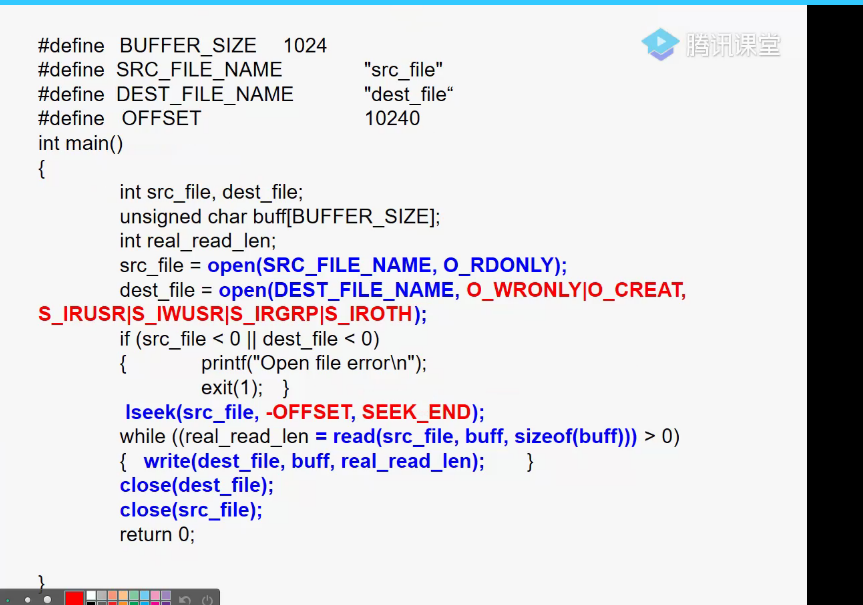 腾讯课堂
#define BUFFER_SIZE 1024
#define SRC_FILE_NAME "src_file"
#define DEST_FILE_NAME "dest_file“
#define OFFSET 10240
int main()
{
int src_file, dest_file;
unsigned char buff[BUFFER_SIZE];
int real_read_len;
src_file = open(SRC_FILE_NAME, O_RDONLY);
dest_file = open(DEST_FILE_NAME, O_WRONLY|O_CREAT,
S_IRUSR|S_IWUSR|S_IRGRP|S_IROTH);
if (src_file < 0 || dest_file < 0)
{ printf("Open file error\n");
exit(1); }
lseek(src_file, -OFFSET, SEEK_END);
while ((real_read_len = read(src_file, buff, sizeof(buff))) > 0)
{ write(dest_file, buff, real_read_len); }
close(dest_file);
close(src_file);
return 0;
}